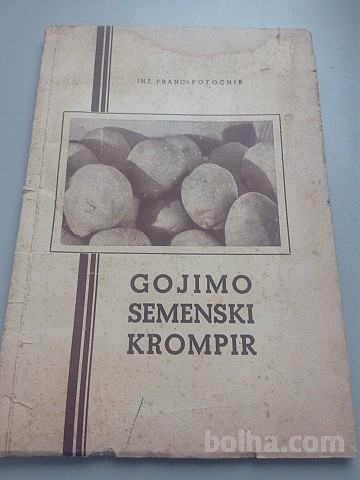 INŽ. FRANC POTOČNIK
GOJIMO
SEMENSKI
KROMPIR
bolha.com